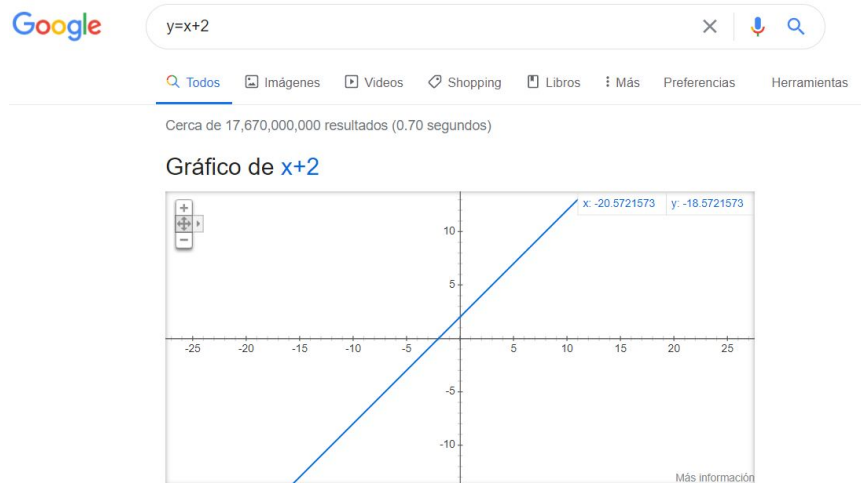 Google y=x+2
Todos Imágenes Videos Shopping Libros Más Preferencias Herramientas
Cerca de 17,670,000,000 resultados (0.70 segundos)
Gráfico de x+2
x: -20.5721573 y: -18.5721573
10
5
-25 -20 -15 -10 -5 5 10 15 20 25
-5
-10
Más información